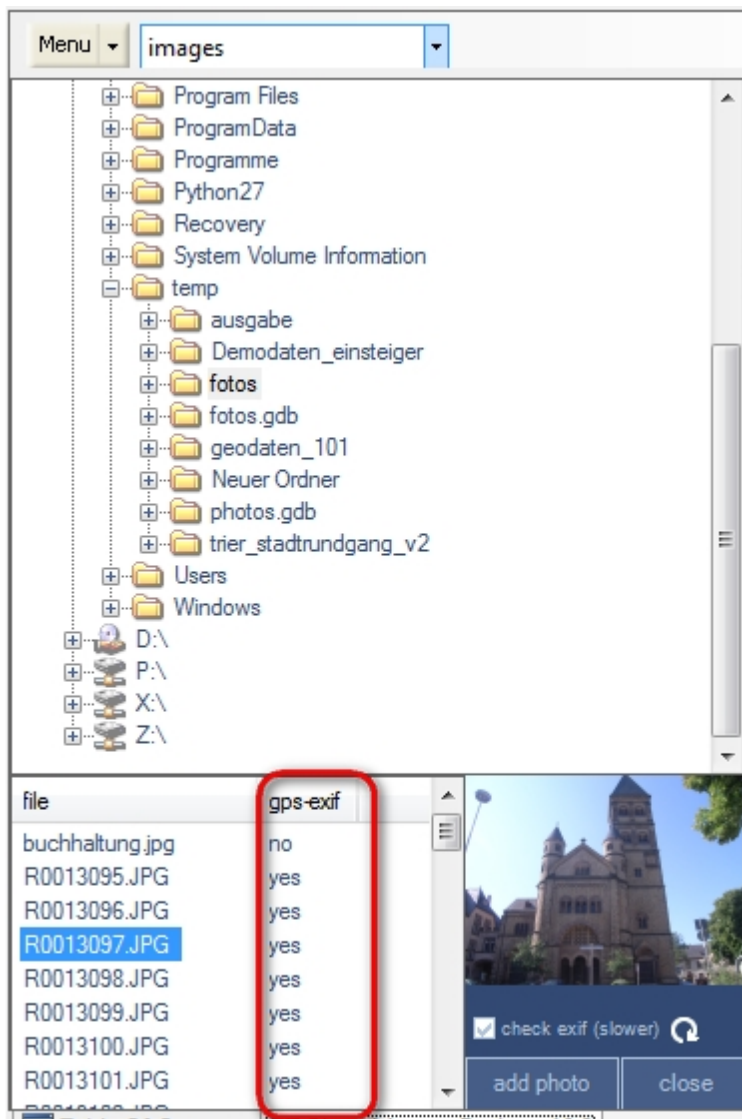 Menu images
Program Files
ProgramData
Programme
Python27
Recovery
System Volume Information
temp
ausgabe
Demodaten_einsteiger
fotos
fotos.gdb
geodaten_101
Neuer Ordner
photos.gdb
trier_stadtrundgang_v2
Users
Windows
D:\
P:\
X:\
Z:\
file gps-exif
buchhaltung.jpg no
R0013095.JPG yes
R0013096.JPG yes
R0013097.JPG yes
R0013098.JPG yes
R0013099.JPG yes
R0013100.JPG yes
R0013101.JPG yes
check exif (slower)
add photo close